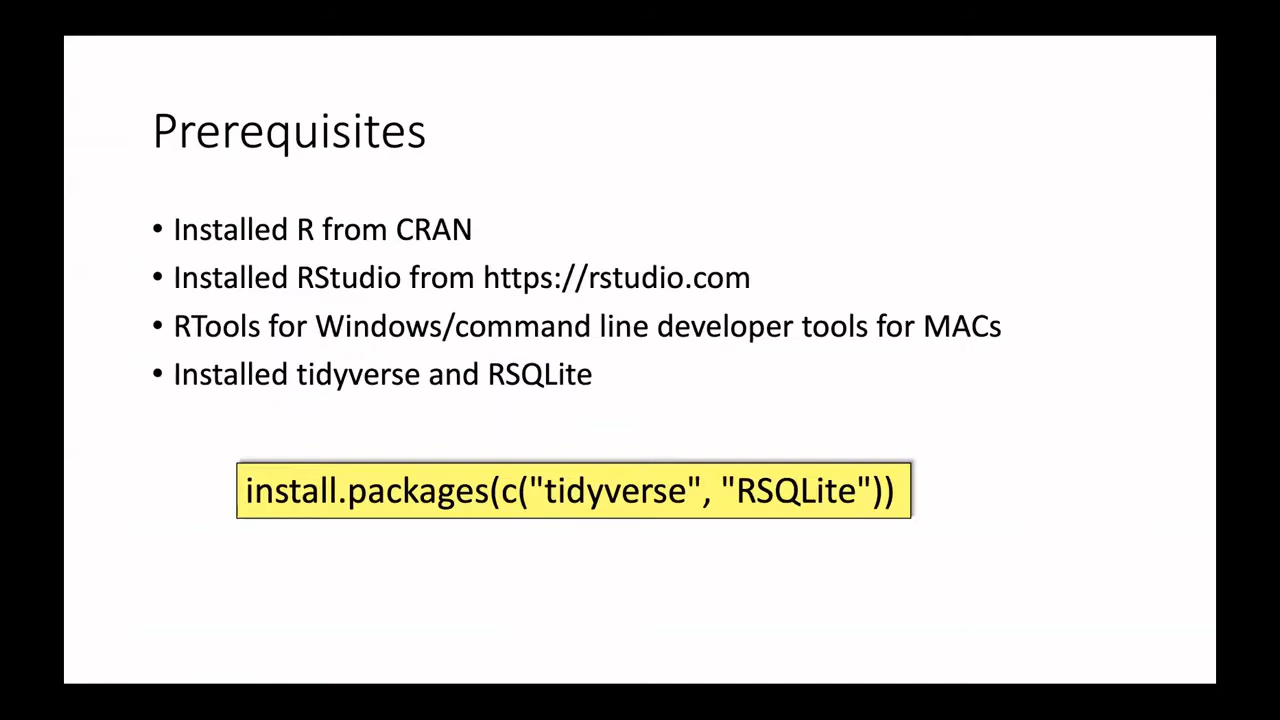 Prerequisites
• Installed R from CRAN
• Installed RStudio from https://rstudio.com
• RTools for Windows/command line developer tools for MACs
• Installed tidyverse and RSQLite
install.packages(c("tidyverse", "RSQLite"))